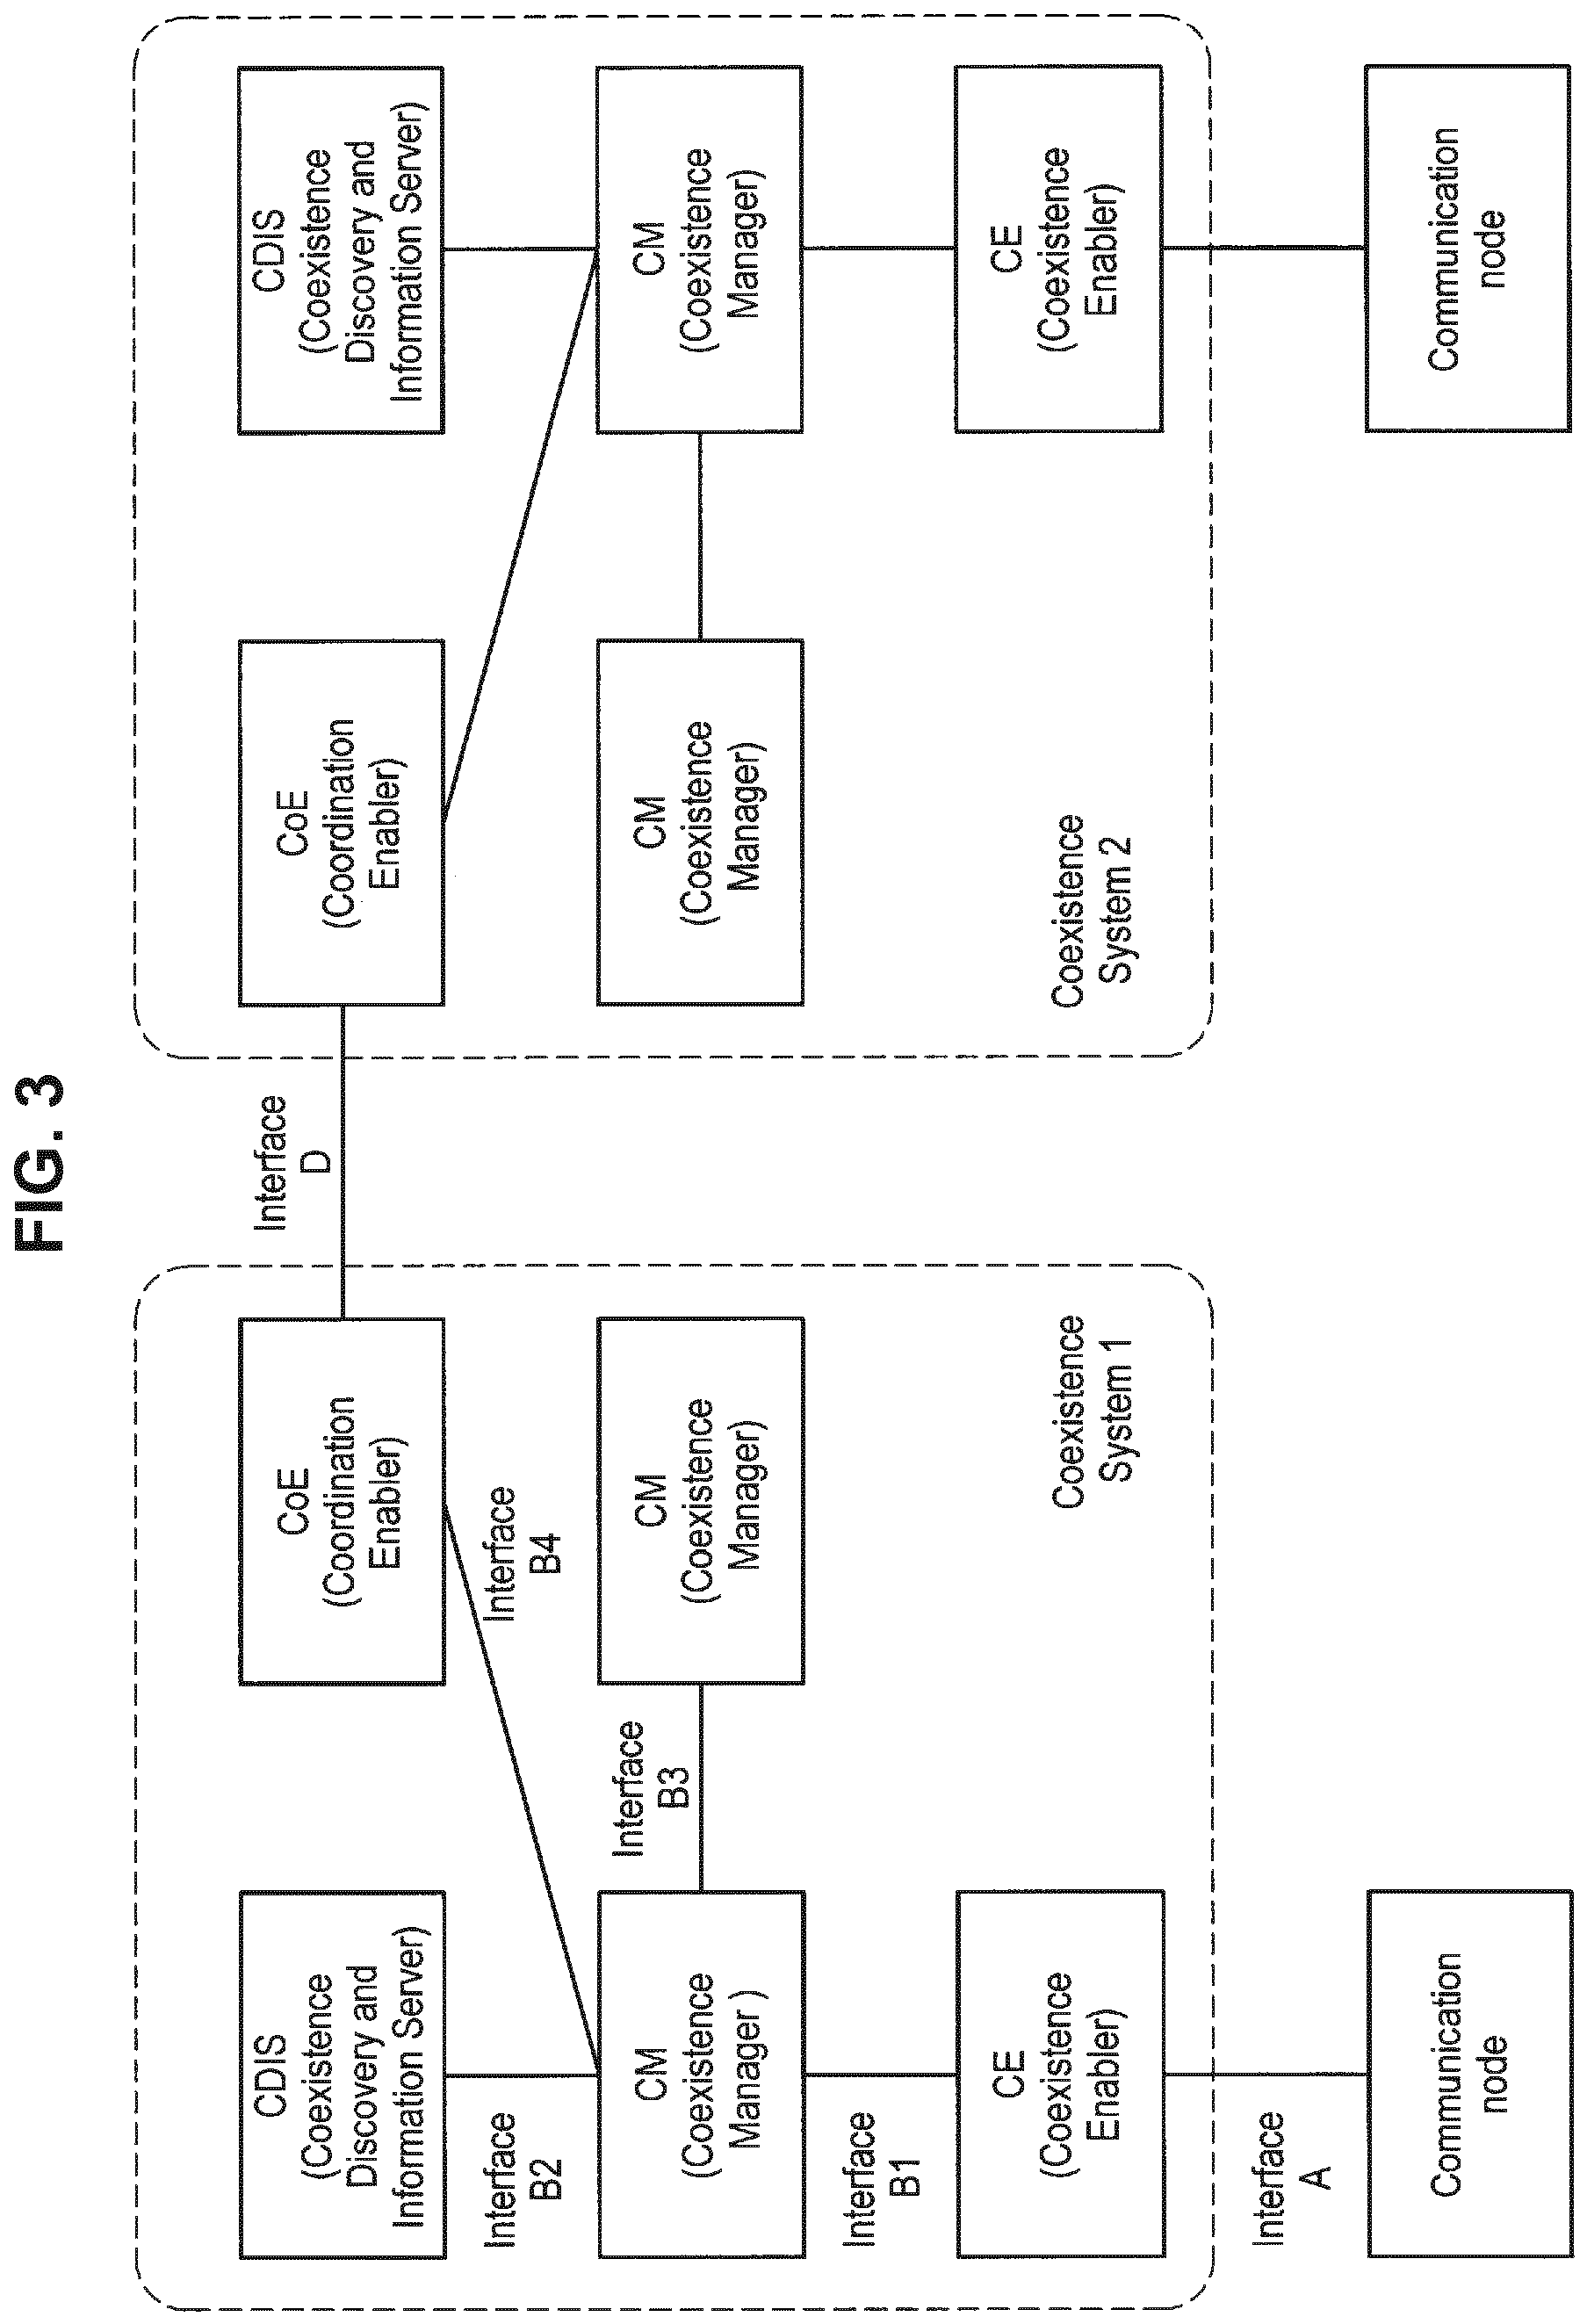 FIG. 3
CDIS
(Coexistence
Discovery and
Information Server)
CoE
(Coordination
Enabler)
Interface
D
CoE
(Coordination
Enabler)
CDIS
(Coexistence
Discovery and
Information Server)
Interface
B2
Interface
B4
CM
(Coexistence
Manager )
Interface
B3
CM
(Coexistence
Manager)
CM
(Coexistence
Manager)
CM
(Coexistence
Manager)
Interface
B1
CE
(Coexistence
Enabler)
Coexistence
System 1
Coexistence
System 2
CE
(Coexistence
Enabler)
Interface
A
Communication
node
Communication
node